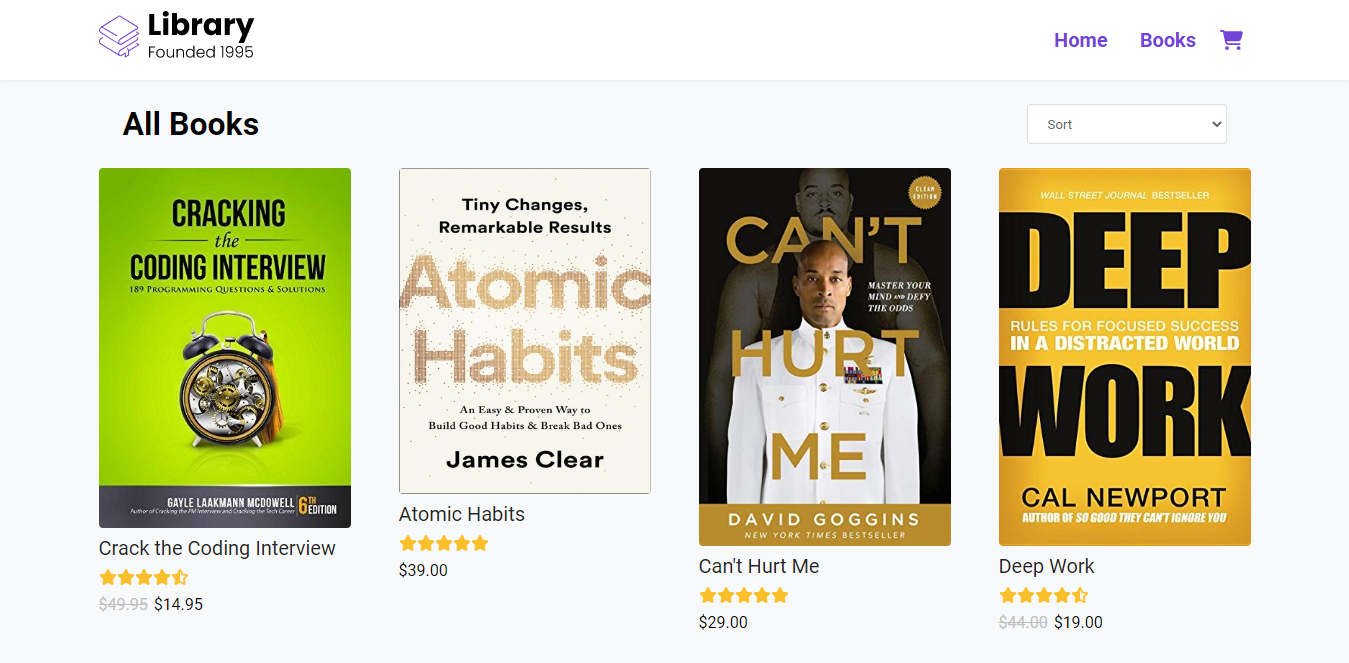 Library
Founded 1995
Home
Books
All Books
Sort
CRACKING
the
CODING INTERVIEW
189 PROGRAMMING QUESTIONS & SOLUTIONS
GAYLE LAAKMANN MCDOWELL
Author of Cracking the PM Interview and Cracking the Tech Career
6TH
EDITION
Crack the Coding Interview
$49.95 $14.95
Tiny Changes,
Remarkable Results
Atomic
Habits
An Easy & Proven Way to
Build Good Habits & Break Bad Ones
James Clear
Atomic Habits
$39.00
CLEAN
EDITION
CAN'T
MASTER YOUR
MIND AND DEFY
THE ODDS
HURT
ME
DAVID GOGGINS
NEW YORK TIMES BESTSELLER
Can't Hurt Me
$29.00
WALL STREET JOURNAL BESTSELLER
DEEP
RULES FOR FOCUSED SUCCESS
IN A DISTRACTED WORLD
WORK
CAL NEWPORT
AUTHOR OF SO GOOD THEY CAN'T IGNORE YOU
Deep Work
$44.00 $19.00